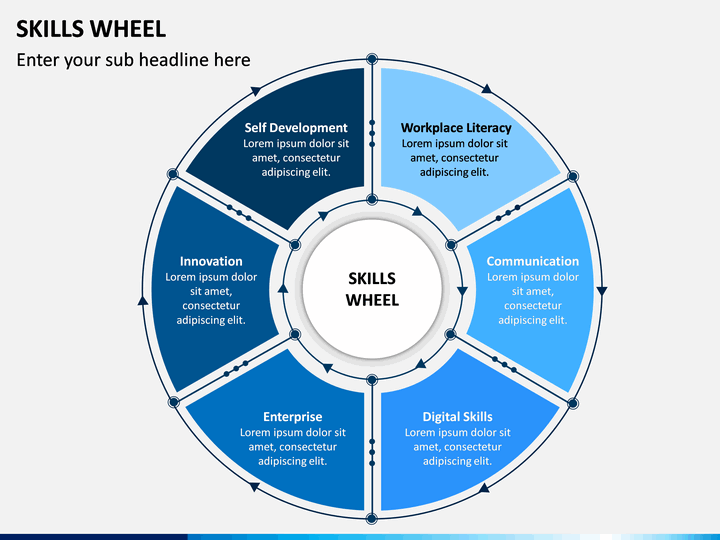 SKILLS WHEEL
Enter your sub headline here
Self Development
Lorem ipsum dolor sit
amet, consectetur
adipiscing elit.
Workplace Literacy
Lorem ipsum dolor sit
amet, consectetur
adipiscing elit.
Innovation
Lorem ipsum dolor
sit amet,
consectetur
adipiscing elit.
SKILLS
WHEEL
Communication
Lorem ipsum dolor
sit amet,
consectetur
adipiscing elit.
Enterprise
Lorem ipsum dolor sit
amet, consectetur
adipiscing elit.
Digital Skills
Lorem ipsum dolor sit
amet, consectetur
adipiscing elit.